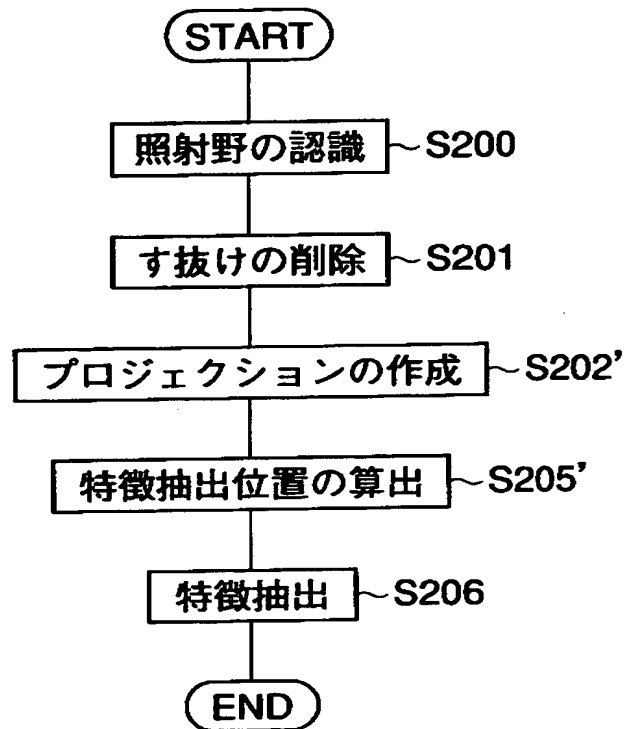 START
照射野の認識 ~S200
す抜けの削除 ~S201
プロジェクションの作成 ~S202’
特徴抽出位置の算出 ~S205’
特徴抽出 ~S206
END